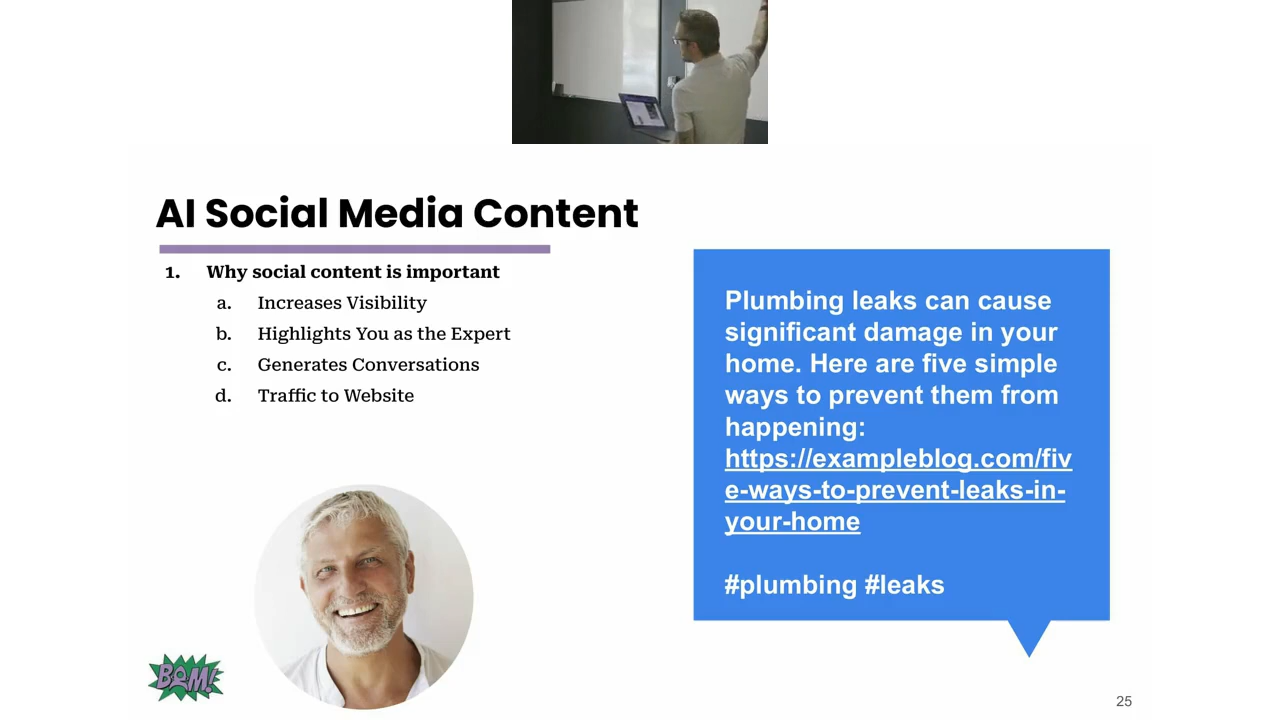 AI Social Media Content
1. Why social content is important
a. Increases Visibility
b. Highlights You as the Expert
c. Generates Conversations
d. Traffic to Website
Plumbing leaks can cause
significant damage in your
home. Here are five simple
ways to prevent them from
happening:
https://exampleblog.com/fiv
e-ways-to-prevent-leaks-in-
your-home
#plumbing #leaks
BAM!
25